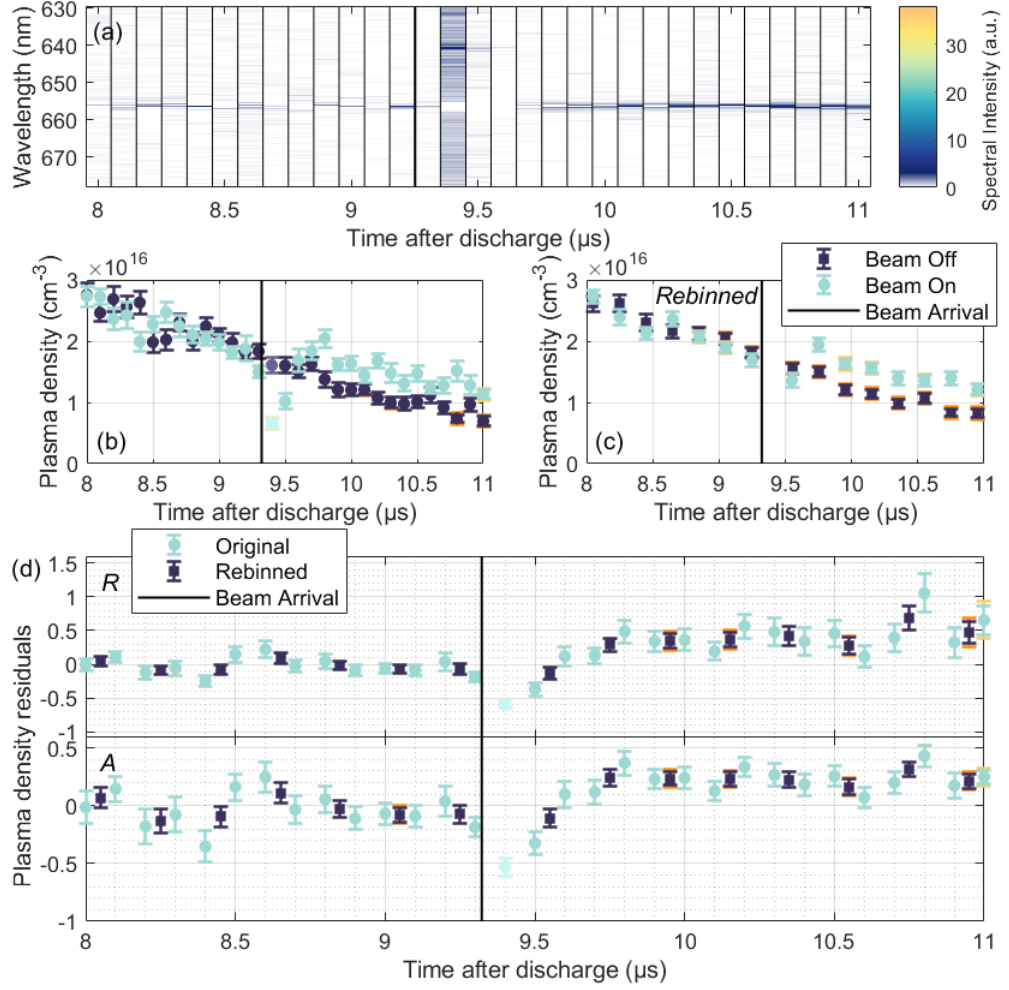 (a)
Wavelength (nm)
630
640
650
660
670
8 8.5 9 9.5 10 10.5 11
Time after discharge (µs)
Spectral Intensity (a.u.)
30
20
10
0
Beam Off
Beam On
Beam Arrival
(b)
Plasma density (cm⁻³)
× 10¹⁶
3
2
1
0
8 8.5 9 9.5 10 10.5 11
Time after discharge (µs)
(c)
Rebinned
Plasma density (cm⁻³)
× 10¹⁶
3
2
1
0
8 8.5 9 9.5 10 10.5 11
Time after discharge (µs)
(d)
Original
Rebinned
Beam Arrival
Plasma density residuals
R
1.5
1
0.5
0
-0.5
-1
A
0.5
0
-0.5
-1
8 8.5 9 9.5 10 10.5 11
Time after discharge (µs)